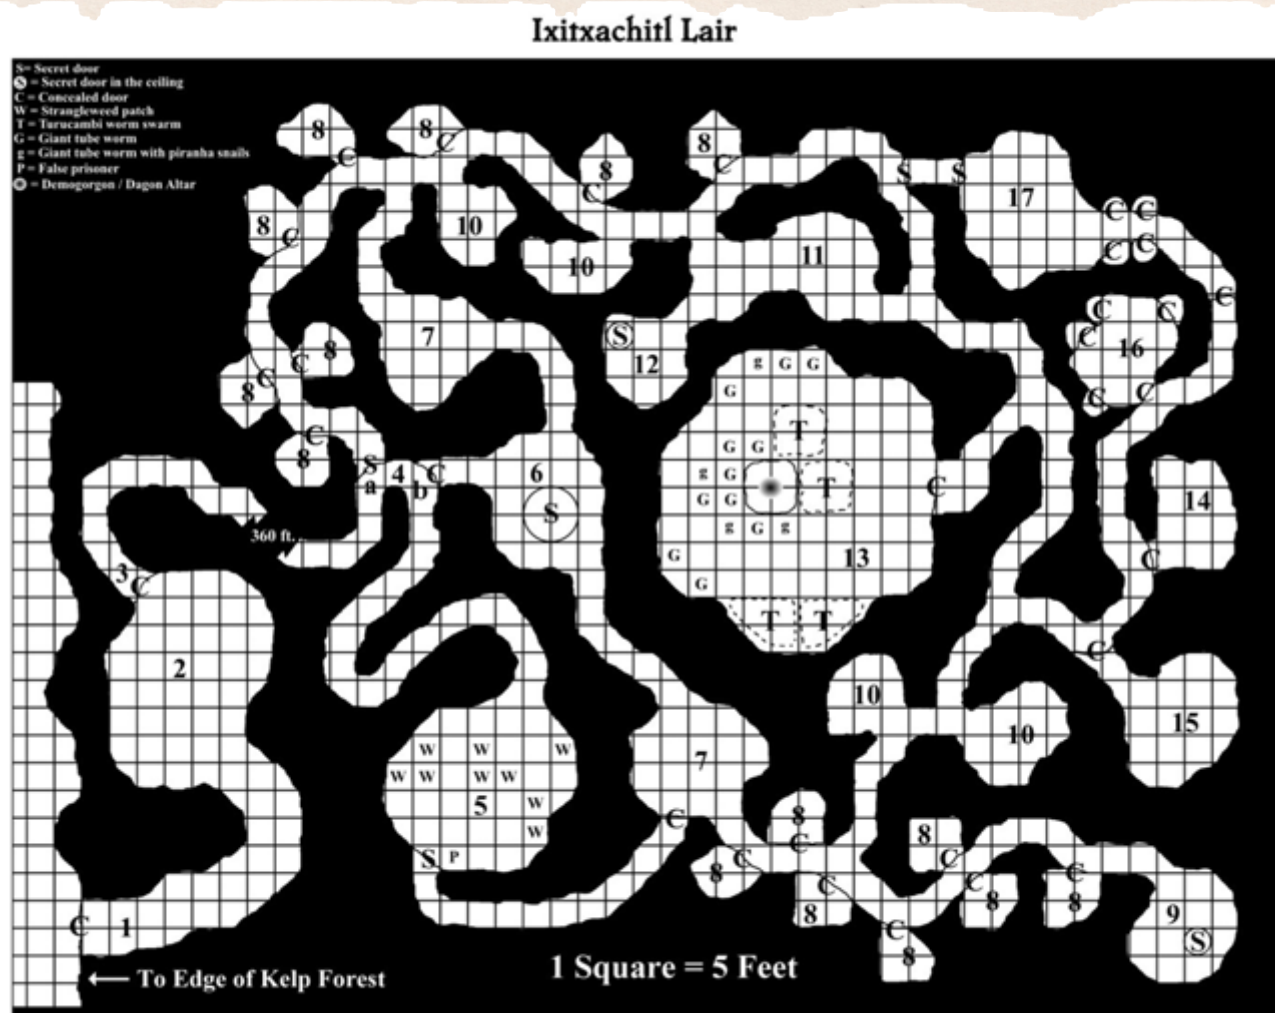 Ixitxachitl Lair
S= Secret door
Ⓢ = Secret door in the ceiling
C = Concealed door
W = Strangleweed patch
T = Turucambi worm swarm
G = Giant tube worm
g = Giant tube worm with piranha snails
P = False prisoner
= Demogorgon / Dagon Altar
8 8 C C
8 C
8 C
S S
17
C C
8 C
10
10
11
C C
C
7
8 C
8 C
S
12
C C
C
16
C C
g G G
G
T
G G
g G T
G G
g G g
G
G
13
T T
C
8 C
S a 4 b C
6
S
14
C
360 ft.
3 C
2
C
10
10
15
W W W
W W W W
5 W
W
S P
7
C
8 C
8 C
8 C
8 C
8 C
8 C
8 C
9
S
C 1
← To Edge of Kelp Forest
1 Square = 5 Feet